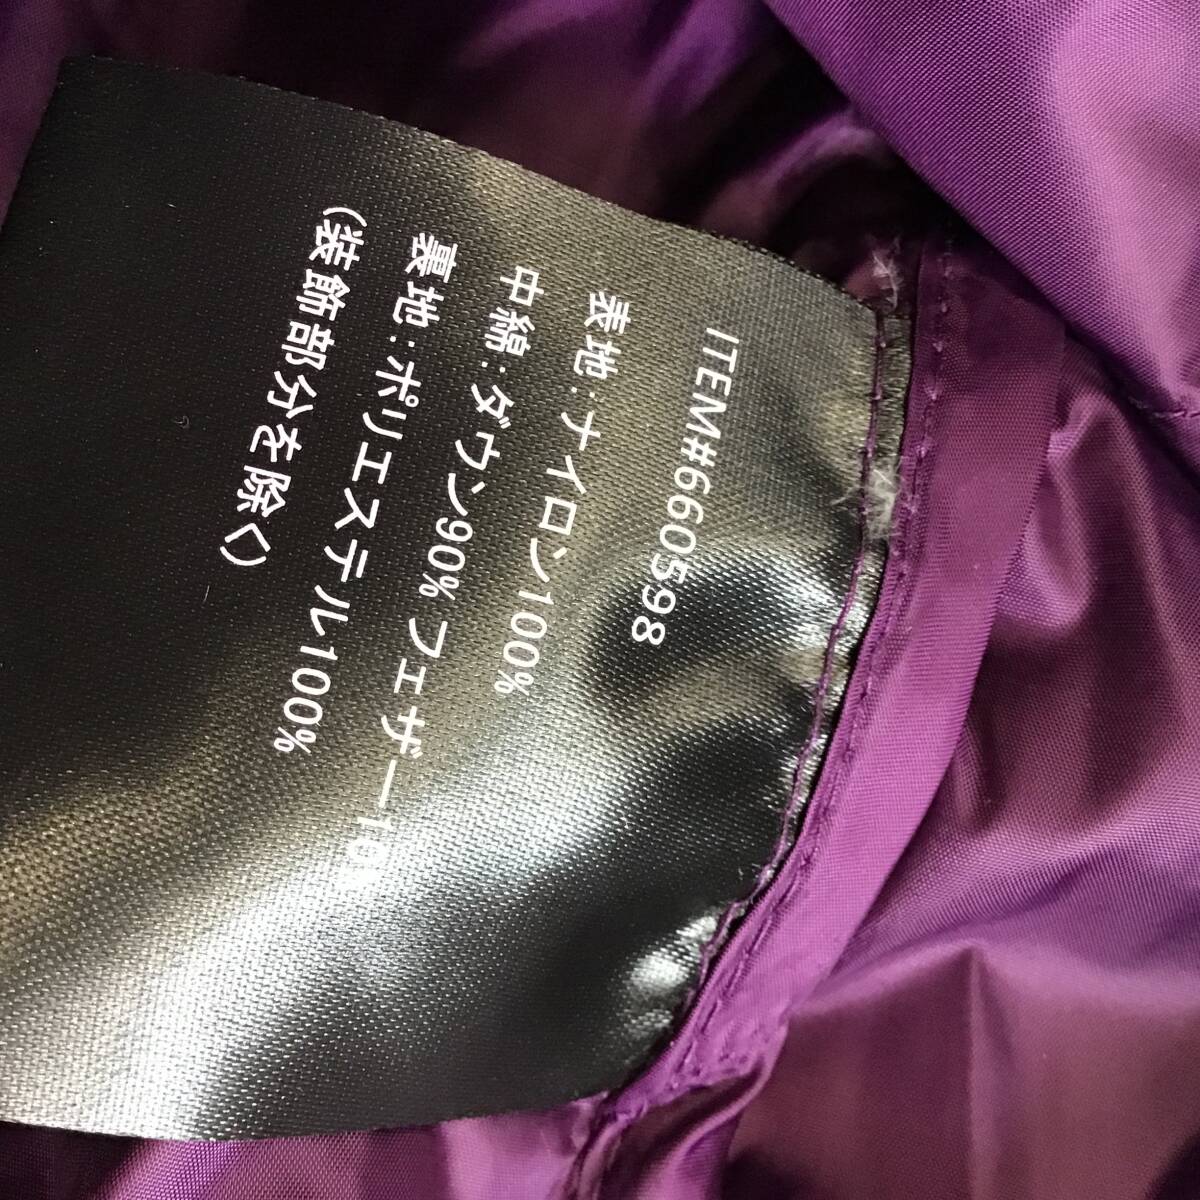 ITEM#660598
表地:ナイロン100%
中綿:ダウン90% フェザー10%
裏地:ポリエステル100%
(装飾部分を除く)